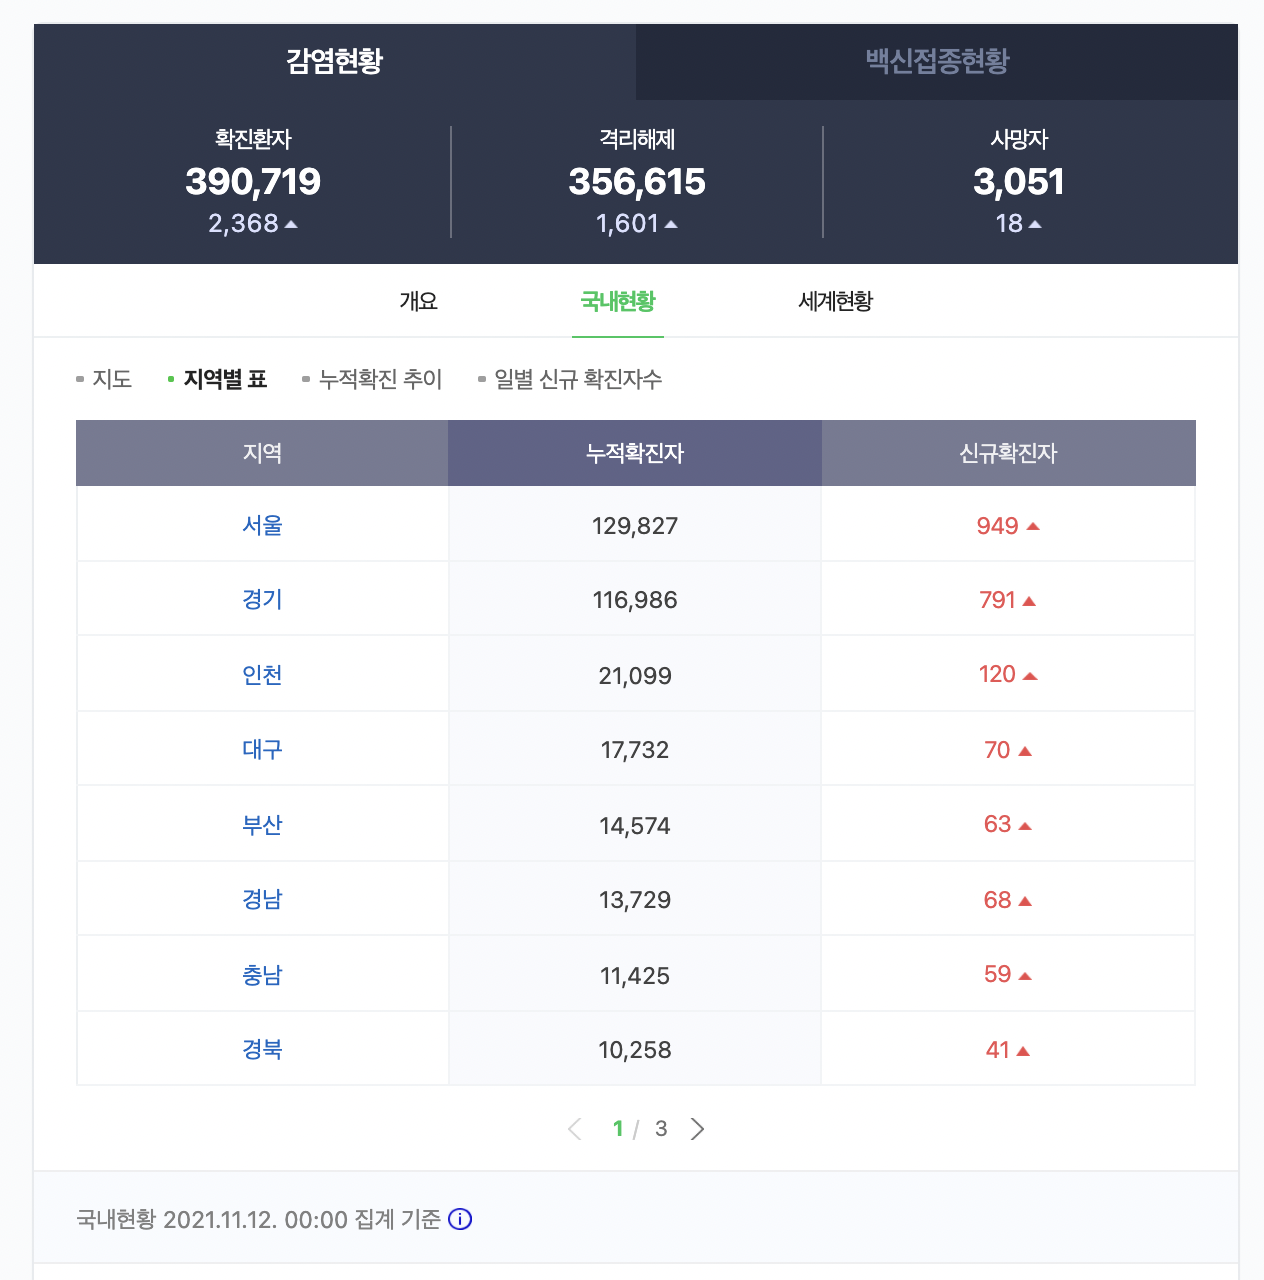 감염현황 백신접종현황
확진환자 격리해제 사망자
390,719 356,615 3,051
2,368 ▲ 1,601 ▲ 18 ▲
개요 국내현황 세계현황
지도 지역별 표 누적확진 추이 일별 신규 확진자수
지역 누적확진자 신규확진자
서울 129,827 949 ▲
경기 116,986 791 ▲
인천 21,099 120 ▲
대구 17,732 70 ▲
부산 14,574 63 ▲
경남 13,729 68 ▲
충남 11,425 59 ▲
경북 10,258 41 ▲
1 / 3
국내현황 2021.11.12. 00:00 집계 기준